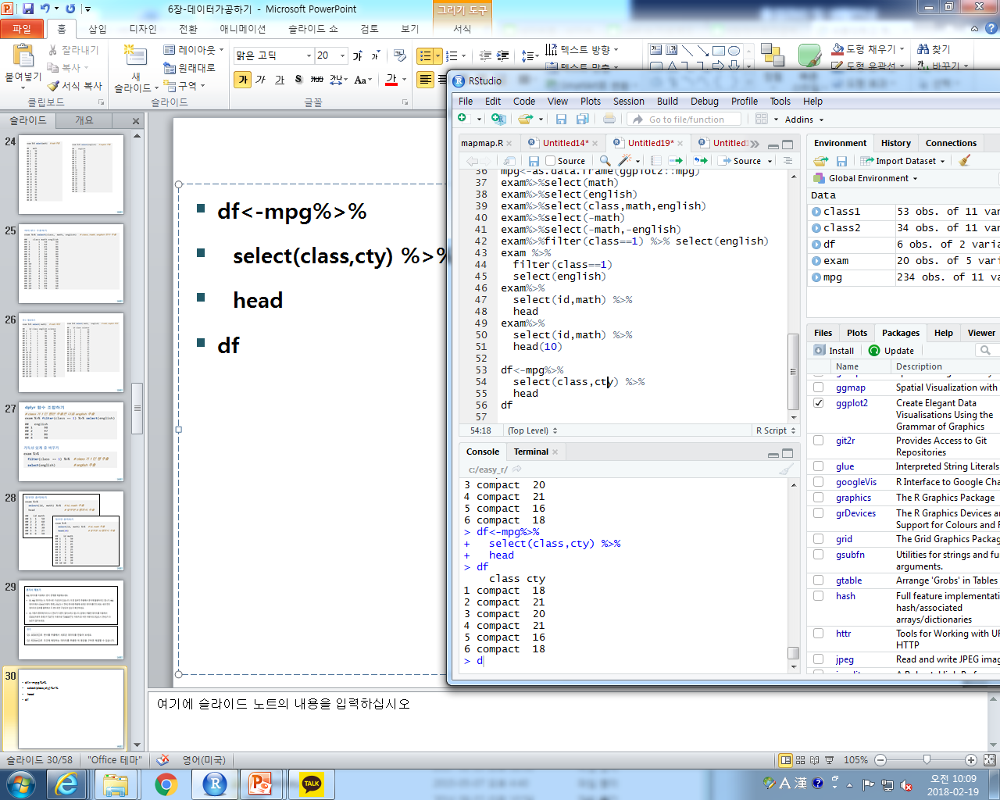 6장-데이터가공하기 - Microsoft PowerPoint
그리기 도구
파일 홈 삽입 디자인 전환 애니메이션 슬라이드 쇼 검토 보기 서식
붙여넣기
잘라내기
복사
서식 복사
클립보드
새 슬라이드
레이아웃
원래대로
구역
슬라이드
맑은 고딕 20
가 가 가 S 가나다 Aa 가
글꼴
텍스트 방향
텍스트 맞춤
도형 채우기
도형 윤곽선
찾기
바꾸기
슬라이드 개요
24
25
26
27
28
29
30
df<-mpg%>%
select(class,cty) %>%
head
df
여기에 슬라이드 노트의 내용을 입력하십시오
슬라이드 30/58 "Office 테마" 영어(미국) 105%
RStudio
File Edit Code View Plots Session Build Debug Profile Tools Help
Go to file/function Addins
mapmap.R Untitled14* Untitled19* Untitled
Source Source
36 mpg<-as.data.frame(ggplot2::mpg)
37 exam%>%select(math)
38 exam%>%select(english)
39 exam%>%select(class,math,english)
40 exam%>%select(-math)
41 exam%>%select(-math,-english)
42 exam%>%filter(class==1) %>% select(english)
43 exam %>%
44 filter(class==1)
45 select(english)
46 exam%>%
47 select(id,math) %>%
48 head
49 exam%>%
50 select(id,math) %>%
51 head(10)
52
53 df<-mpg%>%
54 select(class,cty) %>%
55 head
56 df
57
54:18 (Top Level) R Script
Console Terminal
c:/easy_r/
3 compact 20
4 compact 21
5 compact 16
6 compact 18
> df<-mpg%>%
+ select(class,cty) %>%
+ head
> df
class cty
1 compact 18
2 compact 21
3 compact 20
4 compact 21
5 compact 16
6 compact 18
> d
Environment History Connections
Import Dataset
Global Environment
Data
class1 53 obs. of 11 var
class2 34 obs. of 11 var
df 6 obs. of 2 varia
exam 20 obs. of 5 var
mpg 234 obs. of 11 va
Files Plots Packages Help Viewer
Install Update
Name Description
ggmap Spatial Visualization with
ggplot2 Create Elegant Data
Visualisations Using the
Grammar of Graphics
git2r Provides Access to Git
Repositories
glue Interpreted String Literals
googleVis R Interface to Google Cha
graphics The R Graphics Package
grDevices The R Graphics Devices a
Support for Colours and F
grid The Grid Graphics Packag
gsubfn Utilities for strings and fu
arguments.
gtable Arrange 'Grobs' in Tables
hash Full feature implementati
hash/associated
arrays/dictionaries
httr Tools for Working with UR
HTTP
jpeg Read and write JPEG imag
TALK
A 漢
오전 10:09
2018-02-19